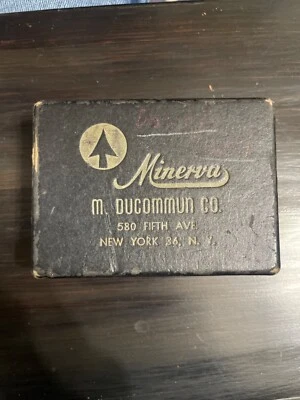 Minerva
M. DUCOMMUN CO.
580 FIFTH AVE
NEW YORK 36, N. Y.